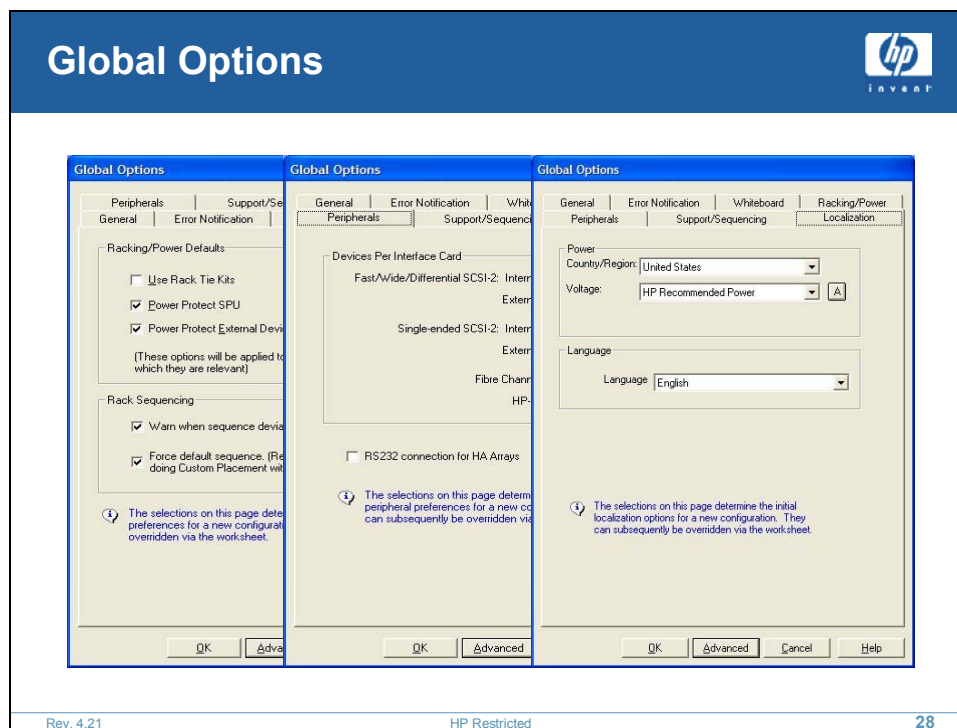 Global Options
hp
invent
Global Options
Peripherals
Support/Se
General
Error Notification
Racking/Power Defaults
Use Rack Tie Kits
Power Protect SPU
Power Protect External Devi
(These options will be applied to
which they are relevant)
Rack Sequencing
Warn when sequence devia
Force default sequence. (Re
doing Custom Placement wit
The selections on this page dete
preferences for a new configurati
overridden via the worksheet.
OK
Adva
Global Options
General
Error Notification
Whit
Peripherals
Support/Sequenci
Devices Per Interface Card
Fast/Wide/Differential SCSI-2: Intern
Extern
Single-ended SCSI-2: Intern
Extern
Fibre Chann
HP-
RS232 connection for HA Arrays
The selections on this page determ
peripheral preferences for a new co
can subsequently be overridden via
OK
Advanced
Global Options
General
Error Notification
Whiteboard
Racking/Power
Peripherals
Support/Sequencing
Localization
Power
Country/Region: United States
Voltage: HP Recommended Power A
Language
Language English
The selections on this page determine the initial
localization options for a new configuration. They
can subsequently be overridden via the worksheet.
OK
Advanced
Cancel
Help
Rev. 4.21
HP Restricted
28